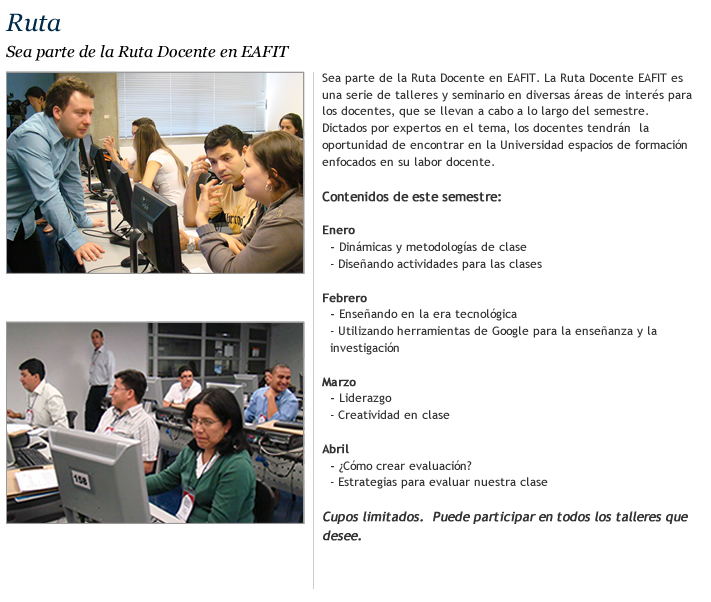 Ruta
Sea parte de la Ruta Docente en EAFIT
Sea parte de la Ruta Docente en EAFIT. La Ruta Docente EAFIT es
una serie de talleres y seminario en diversas áreas de interés para
los docentes, que se llevan a cabo a lo largo del semestre.
Dictados por expertos en el tema, los docentes tendrán  la
oportunidad de encontrar en la Universidad espacios de formación
enfocados en su labor docente.
Contenidos de este semestre:
Enero
- Dinámicas y metodologías de clase
- Diseñando actividades para las clases
Febrero
- Enseñando en la era tecnológica
- Utilizando herramientas de Google para la enseñanza y la
investigación
Marzo
- Liderazgo
- Creatividad en clase
Abril
- ¿Cómo crear evaluación?
- Estrategias para evaluar nuestra clase
Cupos limitados.  Puede participar en todos los talleres que
desee.
158